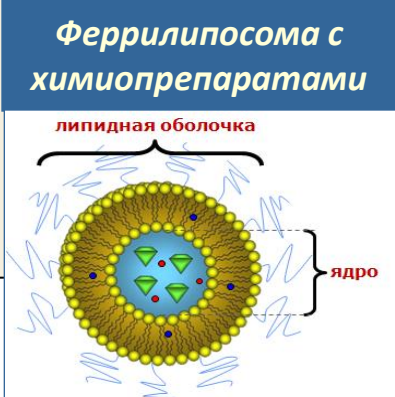 Феррилипосома с
химиопрепаратами
липидная оболочка
ядро